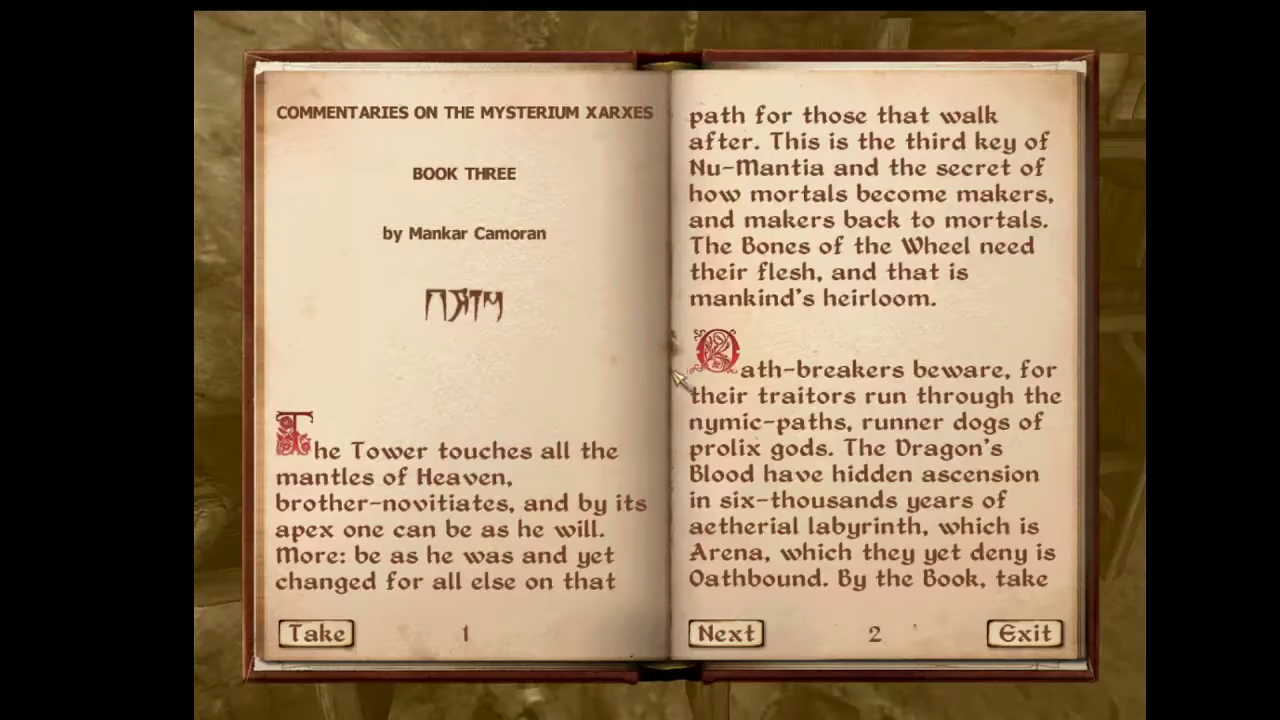 COMMENTARIES ON THE MYSTERIUM XARXES
BOOK THREE
by Mankar Camoran
The Tower touches all the
mantles of Heaven,
brother-novitiates, and by its
apex one can be as he will.
More: be as he was and yet
changed for all else on that
Take
1
path for those that walk
after. This is the third key of
Nu-Mantia and the secret of
how mortals become makers,
and makers back to mortals.
The Bones of the Wheel need
their flesh, and that is
mankind's heirloom.
Oath-breakers beware, for
their traitors run through the
nymic-paths, runner dogs of
prolix gods. The Dragon's
Blood have hidden ascension
in six-thousands years of
aetherial labyrinth, which is
Arena, which they yet deny is
Oathbound. By the Book, take
Next
2
Exit